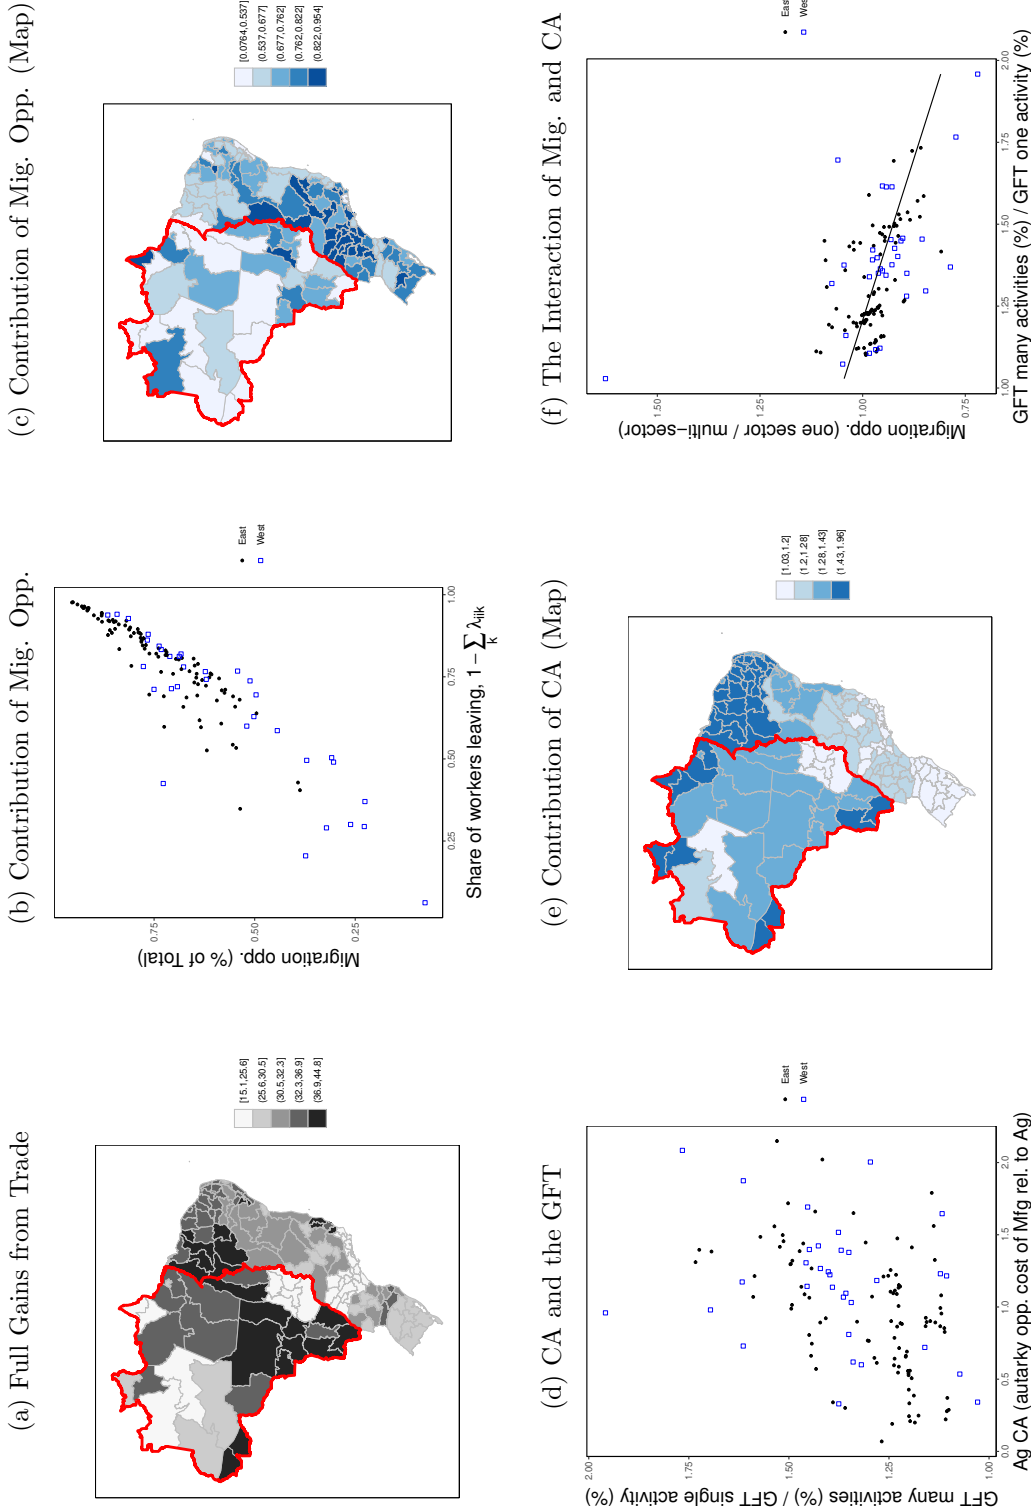 (a) Full Gains from Trade
[15.1,25.6]
(25.6,30.5]
(30.5,32.3]
(32.3,36.9]
(36.9,44.8]
(b) Contribution of Mig. Opp.
Migration opp. (% of Total)
0.75
0.50
0.25
0.25
0.50
0.75
1.00
Share of workers leaving, 1 − ∑ λiik
k
East
West
(c) Contribution of Mig. Opp. (Map)
[0.0764,0.537]
(0.537,0.677]
(0.677,0.762]
(0.762,0.822]
(0.822,0.954]
(d) CA and the GFT
GFT many activities (%) / GFT single activity (%)
2.00
1.75
1.50
1.25
1.00
0.0
0.5
1.0
1.5
2.0
Ag CA (autarky opp. cost of Mfg rel. to Ag)
East
West
(e) Contribution of CA (Map)
[1.03,1.2]
(1.2,1.28]
(1.28,1.43]
(1.43,1.96]
(f) The Interaction of Mig. and CA
Migration opp. (one sector / multi−sector)
1.50
1.25
1.00
0.75
1.00
1.25
1.50
1.75
2.00
GFT many activities (%) / GFT one activity (%)
East
West